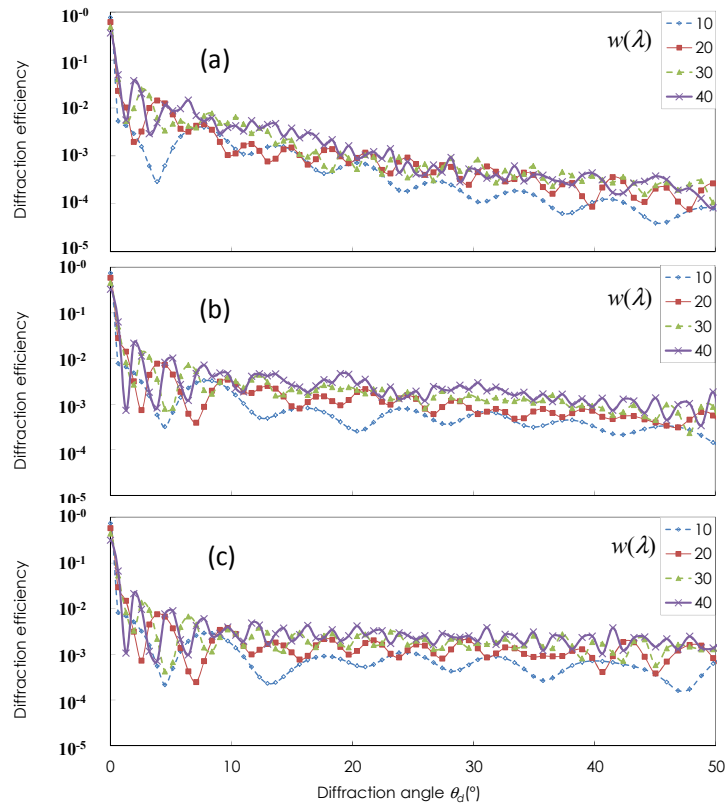 10⁻⁰
10⁻¹
10⁻²
10⁻³
10⁻⁴
10⁻⁵
Diffraction efficiency
(a)
w(λ)
10
20
30
40
10⁻⁰
10⁻¹
10⁻²
10⁻³
10⁻⁴
10⁻⁵
Diffraction efficiency
(b)
w(λ)
10
20
30
40
10⁻⁰
10⁻¹
10⁻²
10⁻³
10⁻⁴
10⁻⁵
Diffraction efficiency
(c)
w(λ)
10
20
30
40
0 10 20 30 40 50
Diffraction angle θd(°)